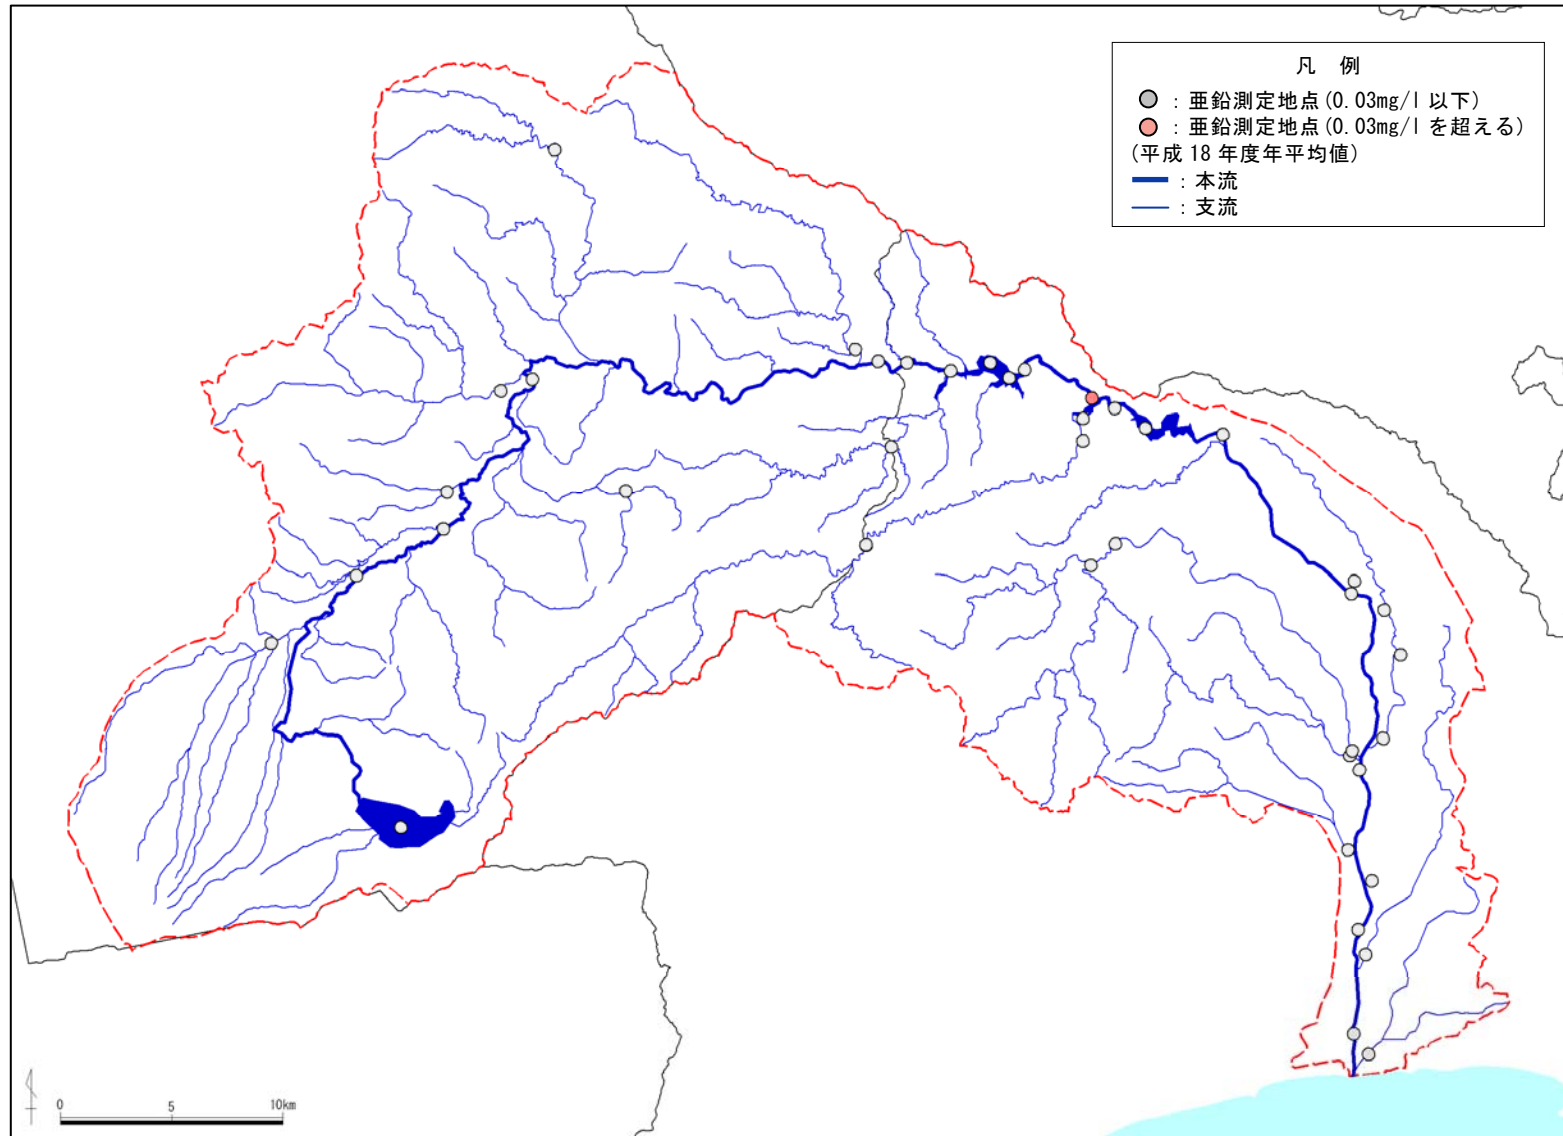 凡 例
：亜鉛測定地点(0.03mg/l 以下)
：亜鉛測定地点(0.03mg/l を超える)
(平成 18 年度年平均値)
：本流
：支流
0 5 10km